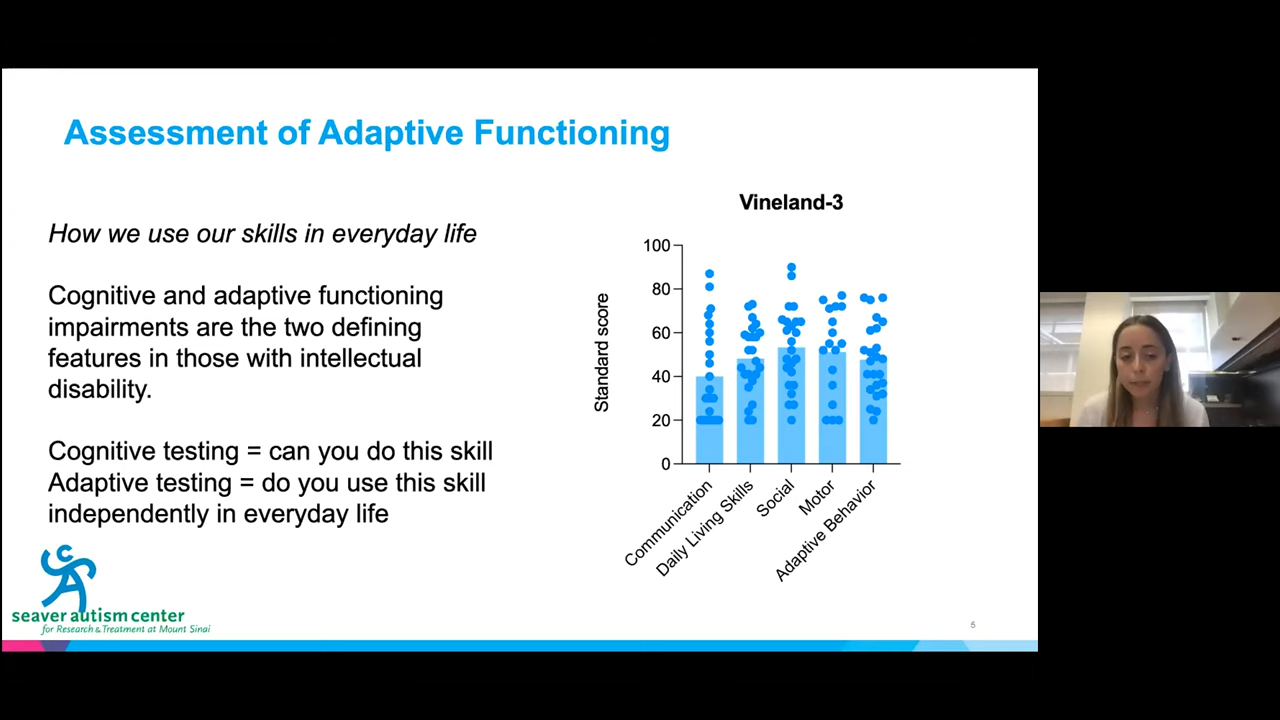 Assessment of Adaptive Functioning
How we use our skills in everyday life
Cognitive and adaptive functioning
impairments are the two defining
features in those with intellectual
disability.
Cognitive testing = can you do this skill
Adaptive testing = do you use this skill
independently in everyday life
Vineland-3
Standard score
100
80
60
40
20
0
Communication
Daily Living Skills
Social
Motor
Adaptive Behavior
seaver autism center
for Research & Treatment at Mount Sinai
5